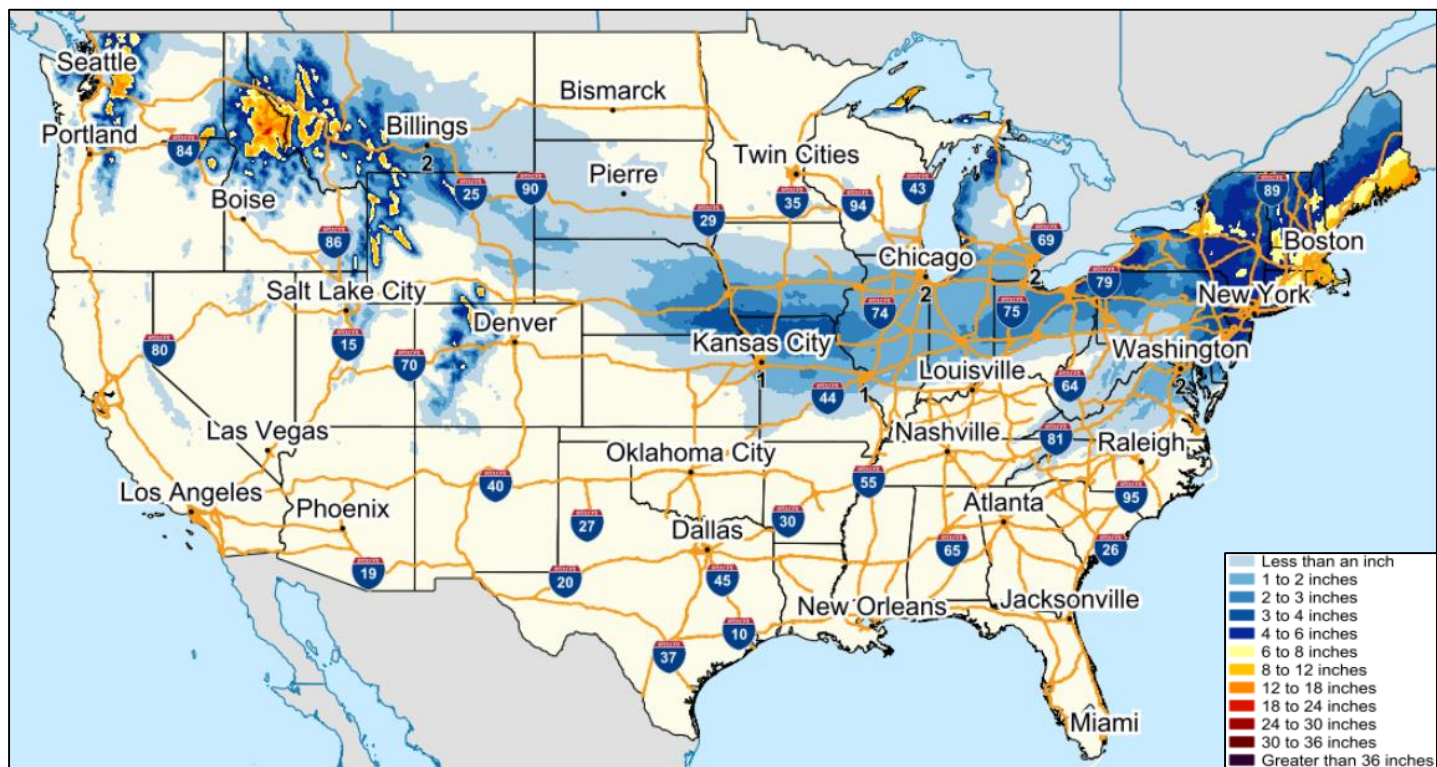 Seattle
Portland
84
Boise
86
Billings
2
25
90
Bismarck
Pierre
29
Twin Cities
35
94
43
69
Chicago
2
2
79
89
Boston
New York
Salt Lake City
80
15
70
Denver
Kansas City
1
44
1
74
75
Louisville
64
Washington
2
Las Vegas
Los Angeles
Phoenix
19
40
27
Oklahoma City
Dallas
30
20
45
10
37
55
Nashville
81
Raleigh
95
Atlanta
65
26
New Orleans
Jacksonville
Miami
Less than an inch
1 to 2 inches
2 to 3 inches
3 to 4 inches
4 to 6 inches
6 to 8 inches
8 to 12 inches
12 to 18 inches
18 to 24 inches
24 to 30 inches
30 to 36 inches
Greater than 36 inches